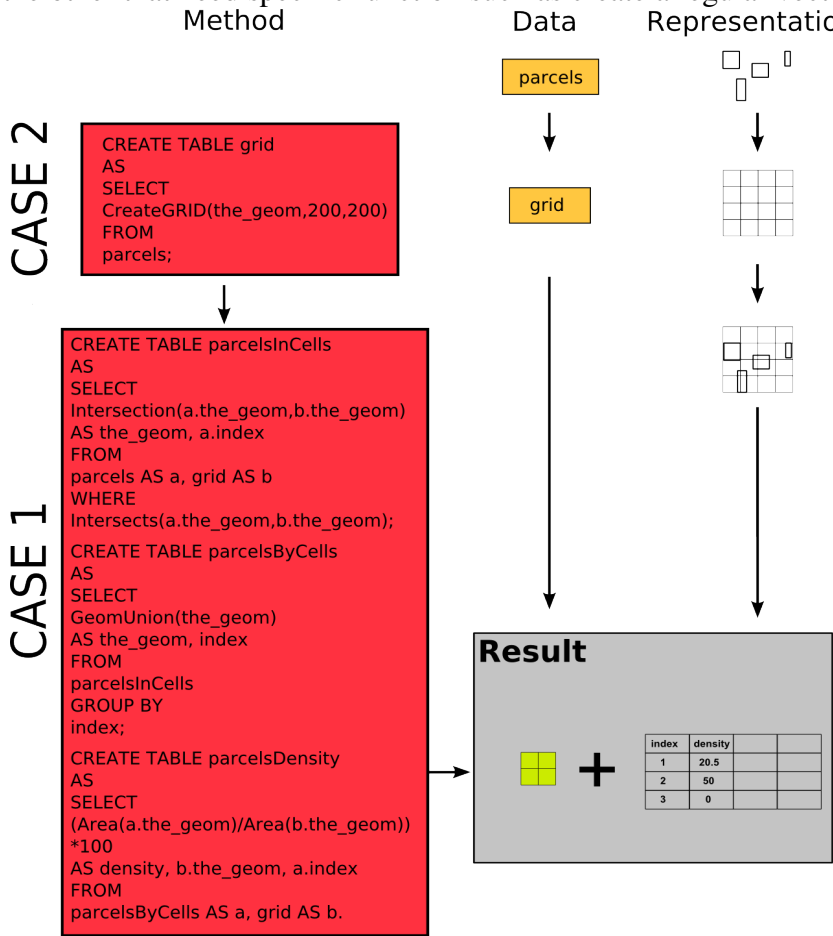 Method
Data
Representatio
CASE 2
CREATE TABLE grid
AS
SELECT
CreateGRID(the_geom,200,200)
FROM
parcels;
parcels
grid
CASE 1
CREATE TABLE parcelsInCells
AS
SELECT
Intersection(a.the_geom,b.the_geom)
AS the_geom, a.index
FROM
parcels AS a, grid AS b
WHERE
Intersects(a.the_geom,b.the_geom);
CREATE TABLE parcelsByCells
AS
SELECT
GeomUnion(the_geom)
AS the_geom, index
FROM
parcelsInCells
GROUP BY
index;
CREATE TABLE parcelsDensity
AS
SELECT
(Area(a.the_geom)/Area(b.the_geom))
*100
AS density, b.the_geom, a.index
FROM
parcelsByCells AS a, grid AS b.
Result
+
index density
1 20.5
2 50
3 0